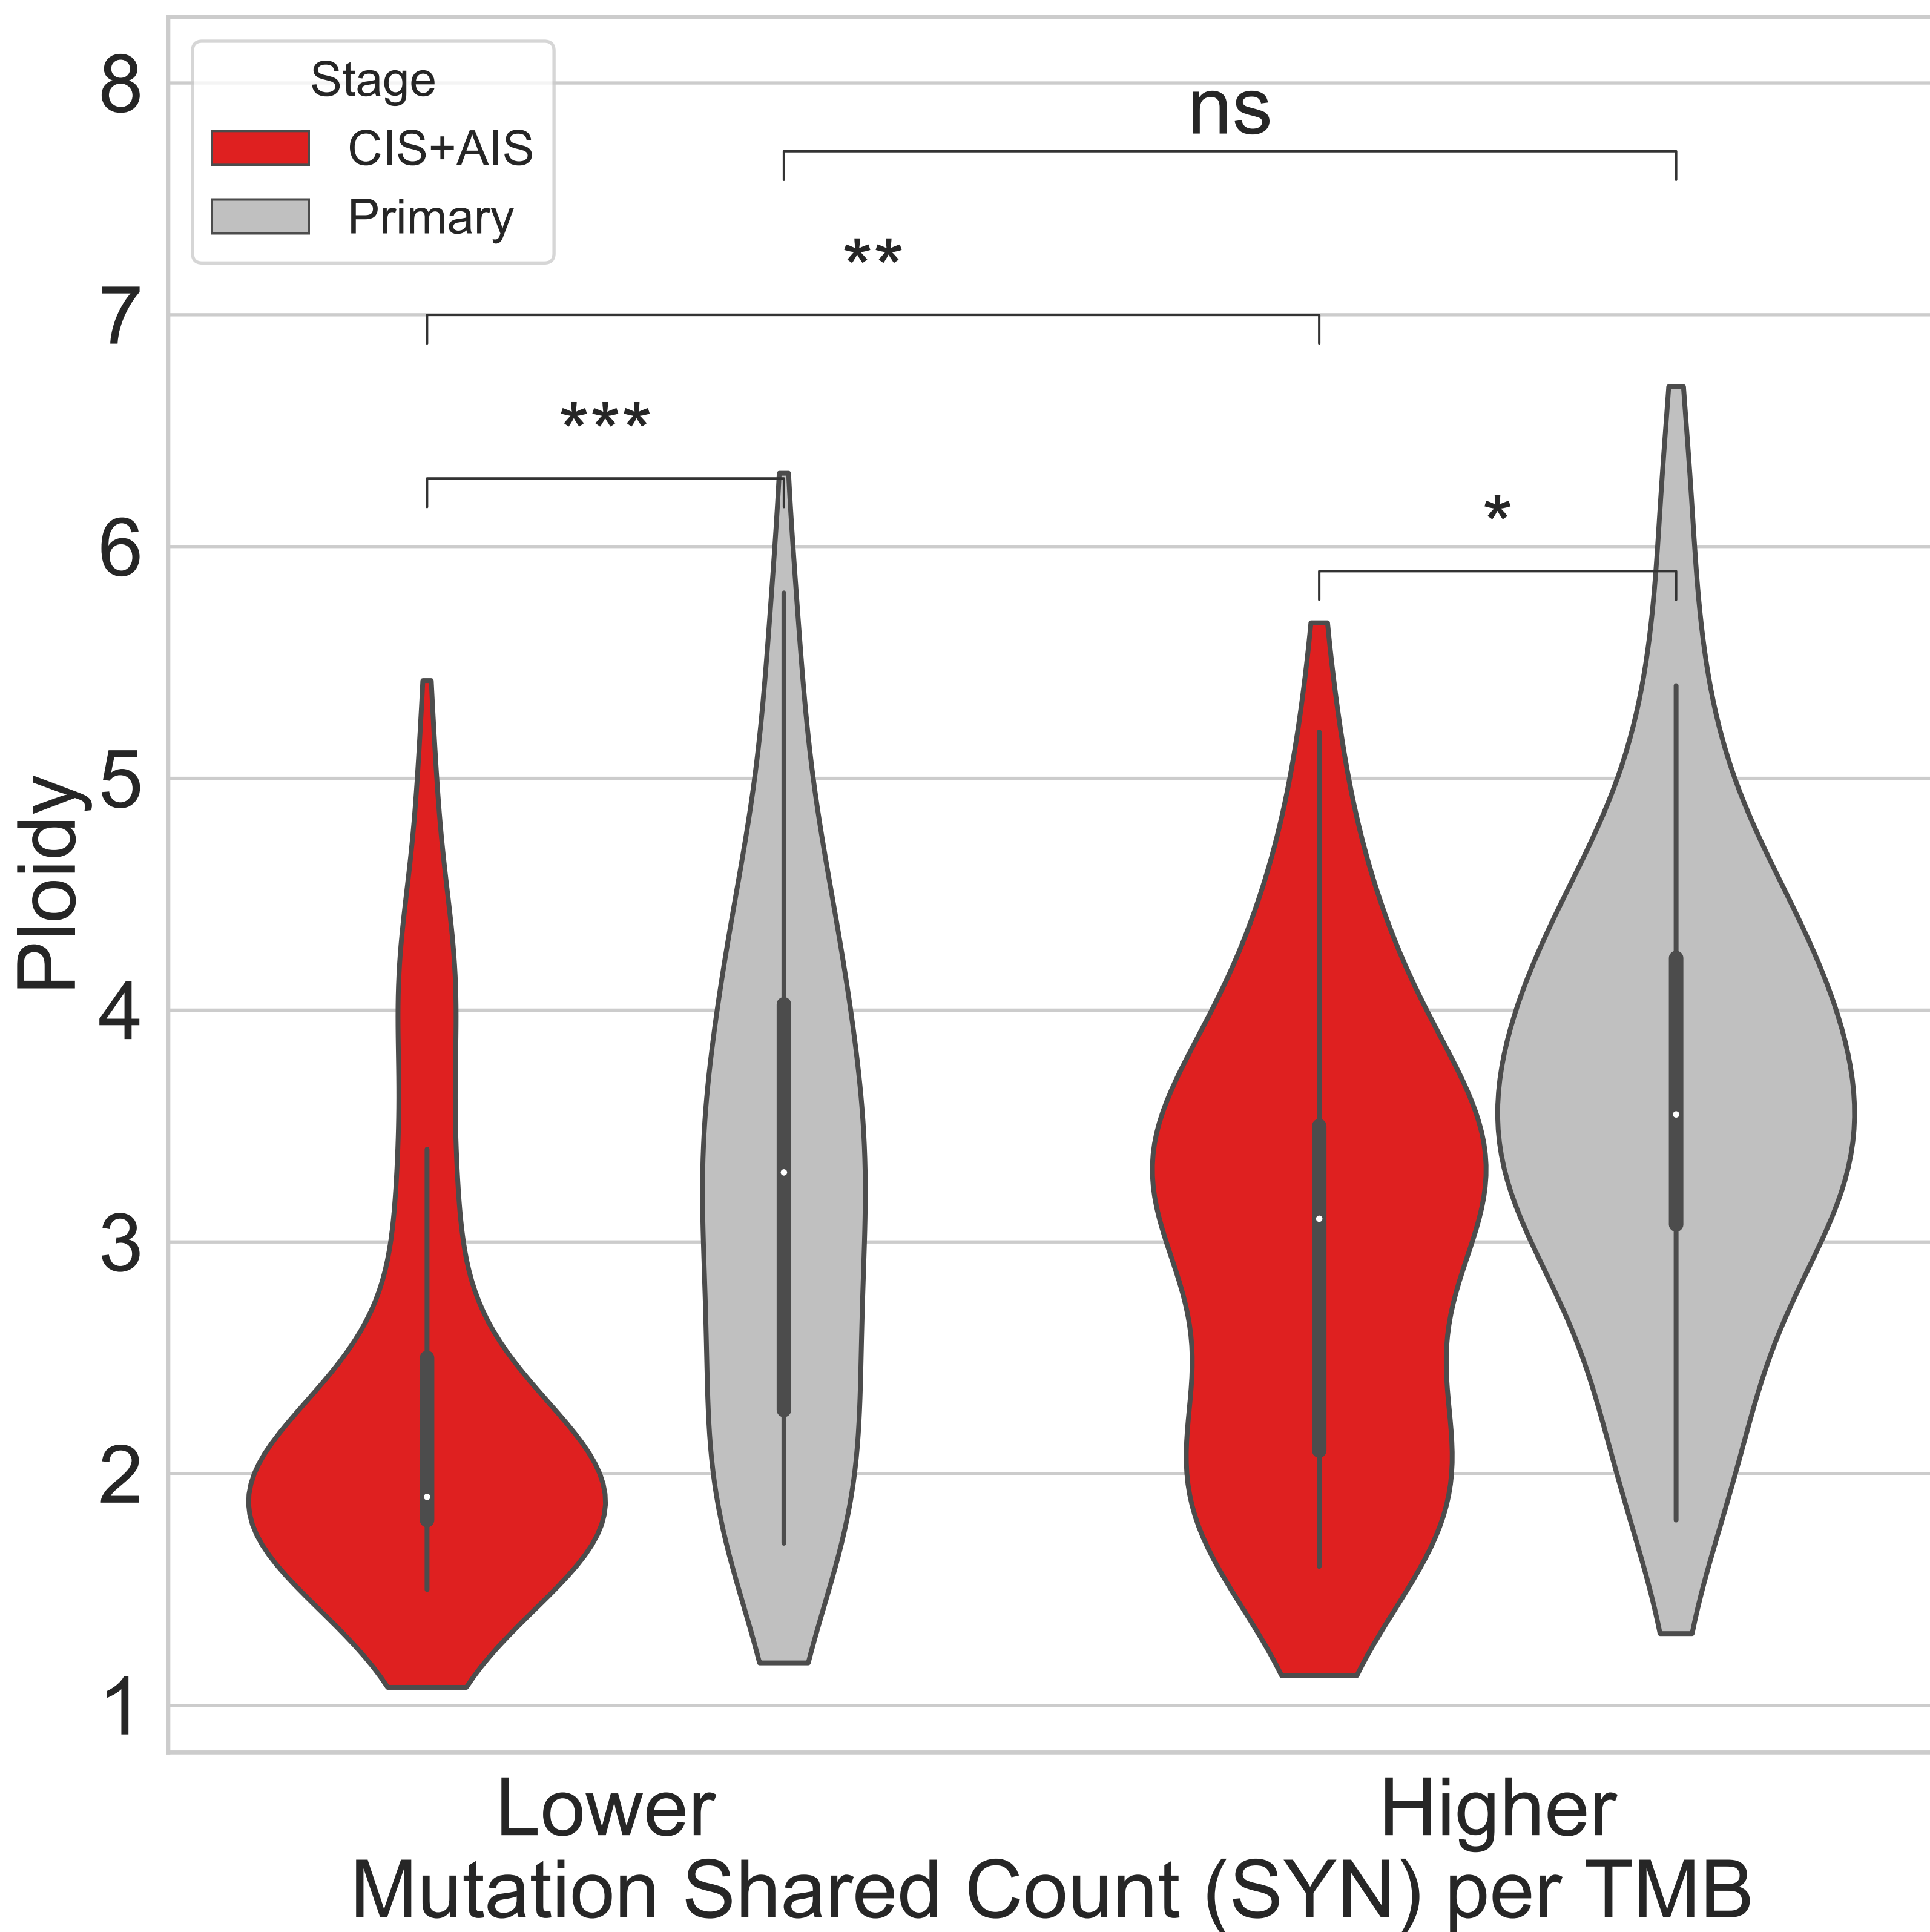 Stage
CIS+AIS
Primary
ns
**
***
*
8
7
6
5
4
3
2
1
Ploidy
Lower Higher
Mutation Shared Count (SYN) per TMB